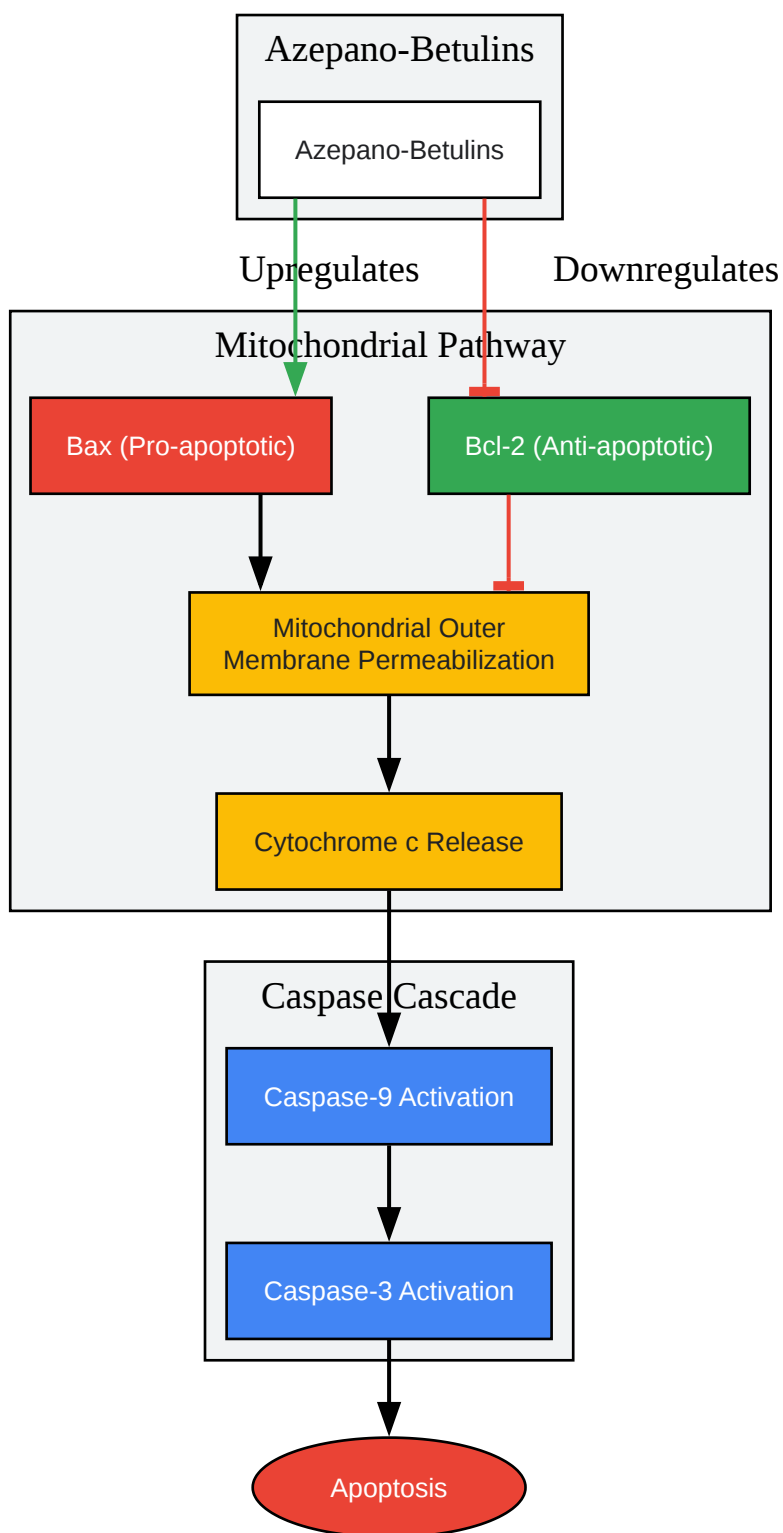 Azepano-Betulins
Azepano-Betulins
Upregulates
Downregulates
Mitochondrial Pathway
Bax (Pro-apoptotic)
Bcl-2 (Anti-apoptotic)
Mitochondrial Outer
Membrane Permeabilization
Cytochrome c Release
Caspase Cascade
Caspase-9 Activation
Caspase-3 Activation
Apoptosis